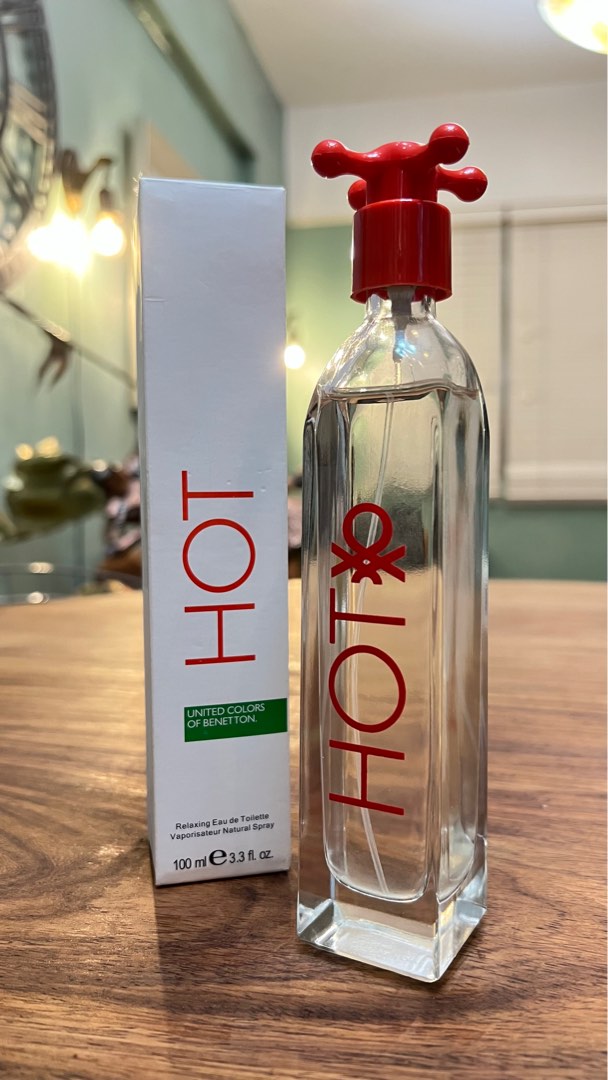 HOT
UNITED COLORS
OF BENETTON.
Relaxing Eau de Toilette
Vaporisateur Natural Spray
100 ml ℮ 3.3 fl. oz.
HOT